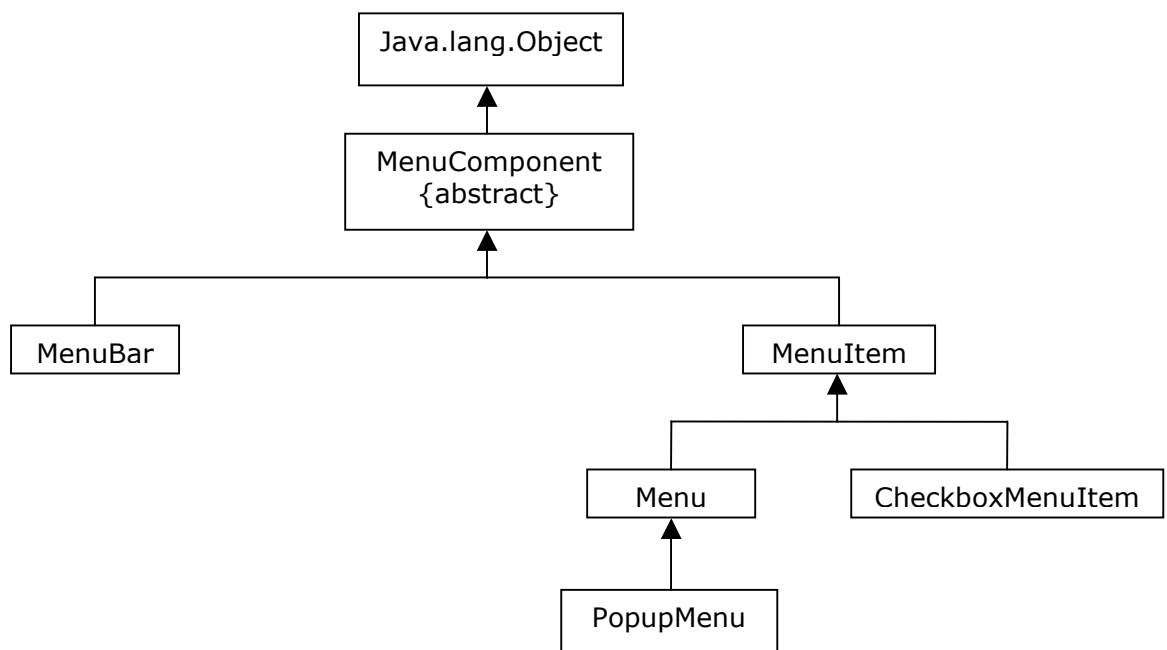 Java.lang.Object
MenuComponent
{abstract}
MenuBar
MenuItem
Menu
CheckboxMenuItem
PopupMenu